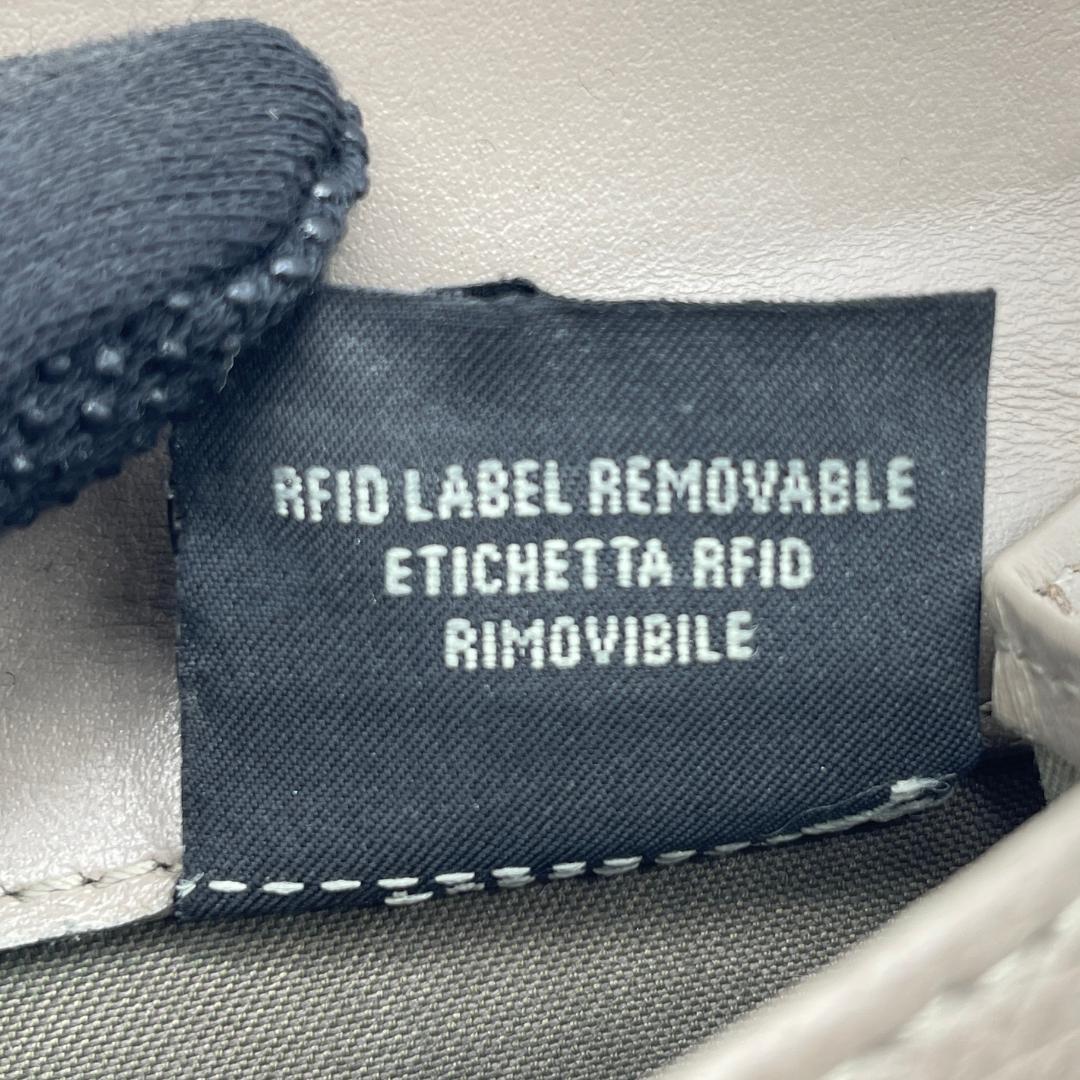 RFID LABEL REMOVABLE
ETICHETTA RFID
RIMOVIBILE